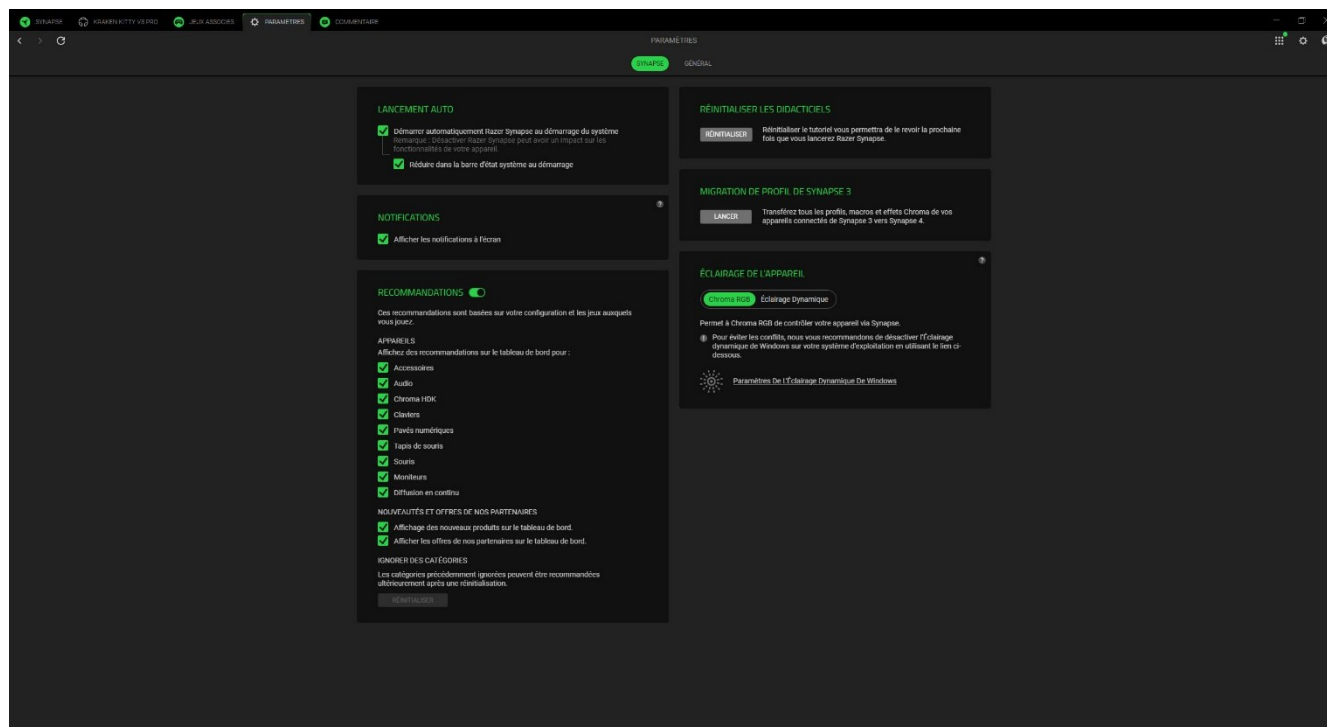 SYNAPSE
KRAKEN KITTY V3 PRO
JEUX ASSOCIÉS
PARAMÈTRES
COMMENTAIRE
PARAMÈTRES
SYNAPSE
GÉNÉRAL
LANCEMENT AUTO
Démarrer automatiquement Razer Synapse au démarrage du système
Remarque : Désactiver Razer Synapse peut avoir un impact sur les
fonctionnalités de votre appareil.
Réduire dans la barre d'état système au démarrage
NOTIFICATIONS
Afficher les notifications à l'écran
RECOMMANDATIONS
Ces recommandations sont basées sur votre configuration et les jeux auxquels
vous jouez.
APPAREILS
Affichez des recommandations sur le tableau de bord pour :
Accessoires
Audio
Chroma HDK
Claviers
Pavés numériques
Tapis de souris
Souris
Moniteurs
Diffusion en continu
NOUVEAUTÉS ET OFFRES DE NOS PARTENAIRES
Affichage des nouveaux produits sur le tableau de bord.
Afficher les offres de nos partenaires sur le tableau de bord.
IGNORER DES CATÉGORIES
Les catégories précédemment ignorées peuvent être recommandées
ultérieurement après une réinitialisation.
RÉINITIALISER
RÉINITIALISER LES DIDACTICIELS
RÉINITIALISER
Réinitialiser le tutoriel vous permettra de le revoir la prochaine
fois que vous lancerez Razer Synapse.
MIGRATION DE PROFIL DE SYNAPSE 3
LANCER
Transférez tous les profils, macros et effets Chroma de vos
appareils connectés de Synapse 3 vers Synapse 4.
ÉCLAIRAGE DE L'APPAREIL
Chroma RGB
Éclairage Dynamique
Permet à Chroma RGB de contrôler votre appareil via Synapse.
Pour éviter les conflits, nous vous recommandons de désactiver l'Éclairage
dynamique de Windows sur votre système d'exploitation en utilisant le lien ci-
dessous.
Paramètres De L'Éclairage Dynamique De Windows